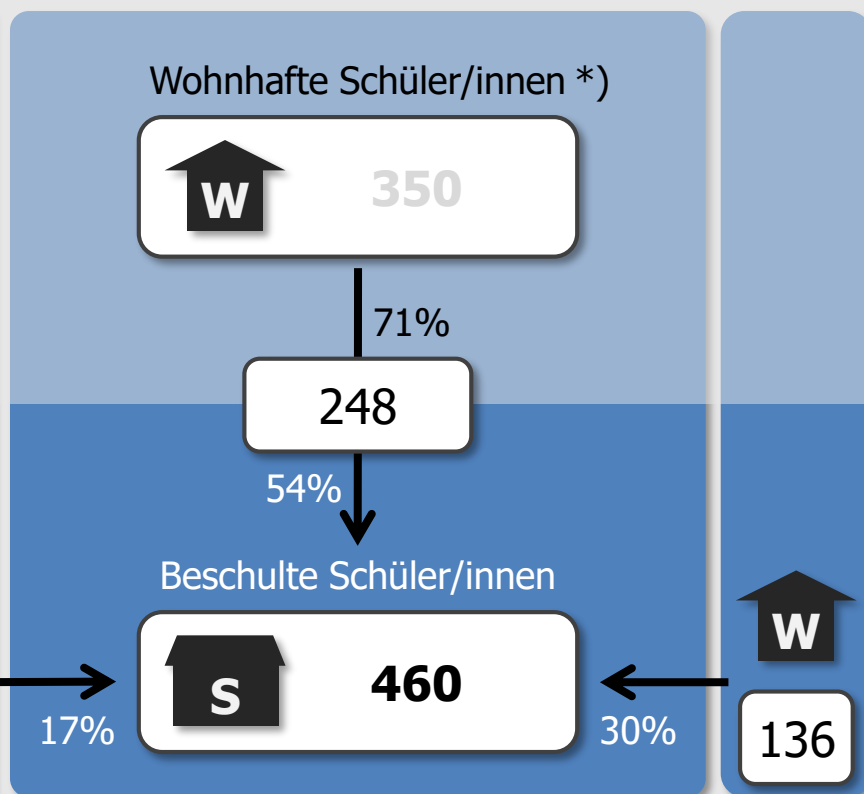 Wohnhafte Schüler/innen *)
W 350
71%
248
54%
Beschulte Schüler/innen
S 460
17%
30%
W
136